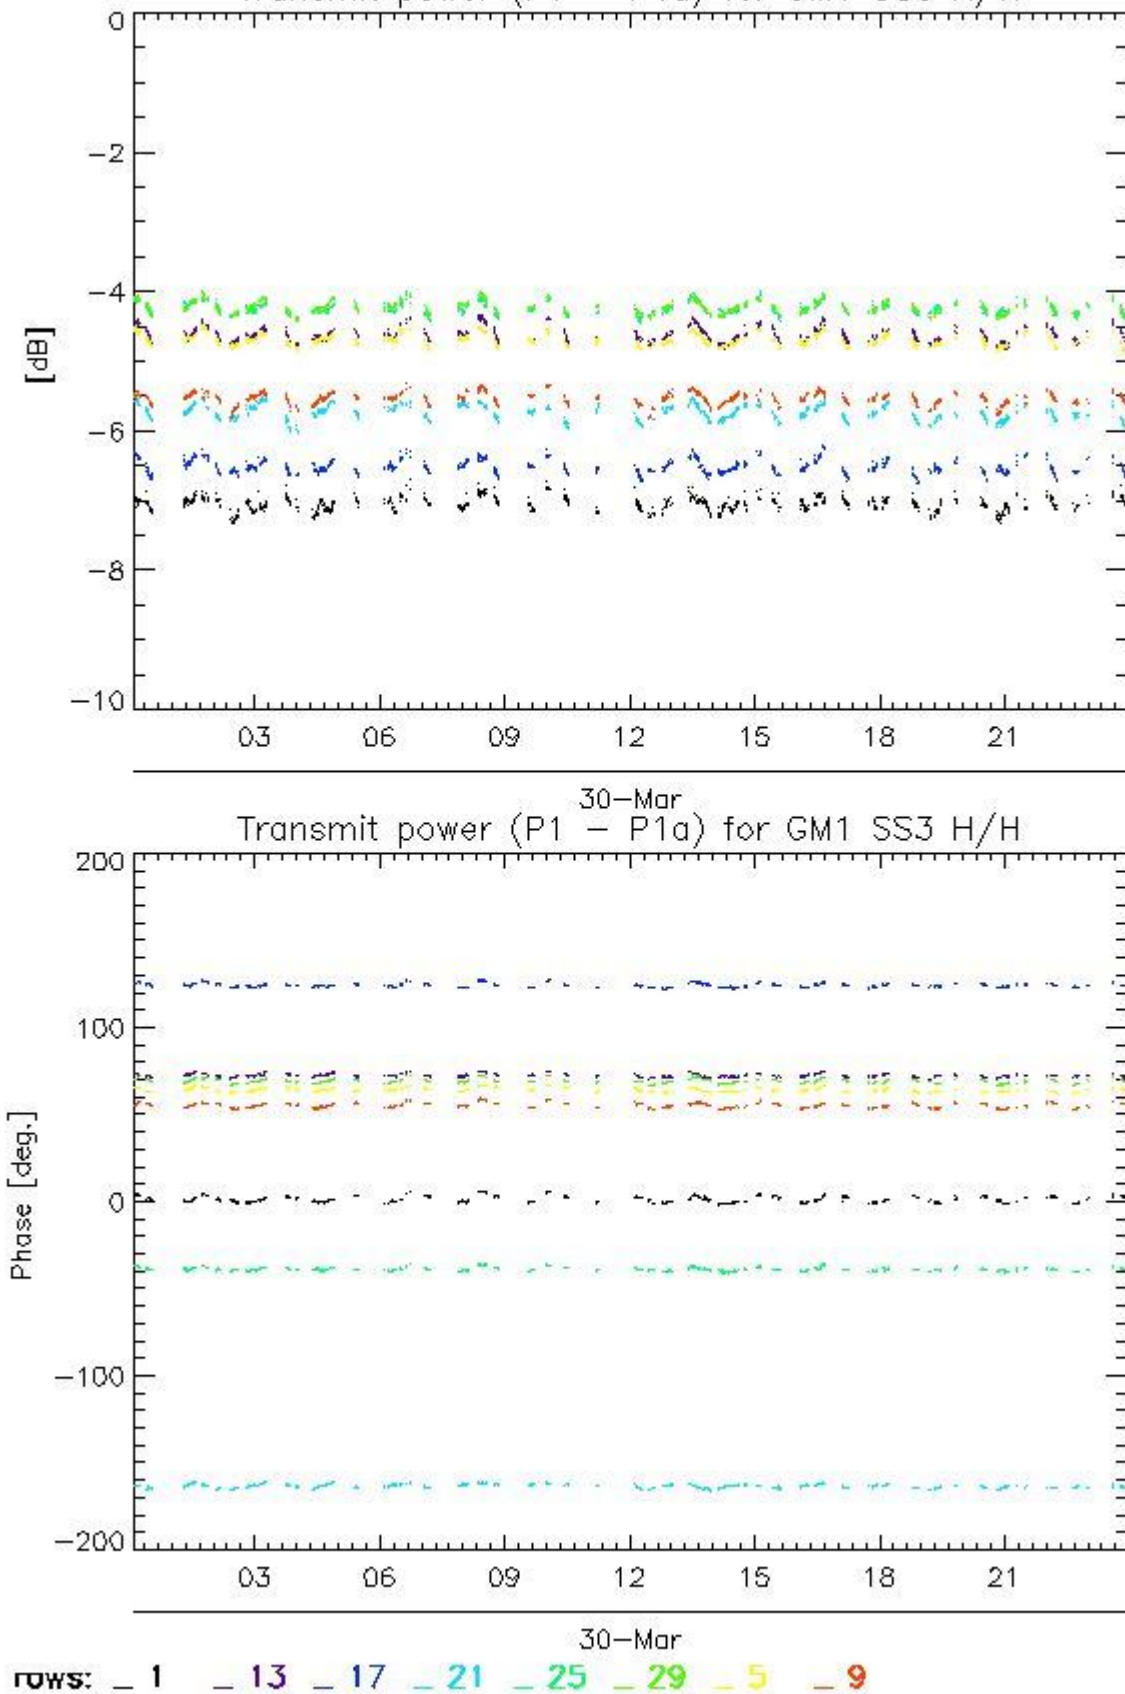 0
-2
-4
[dB]
-6
-8
-10
03 06 09 12 15 18 21
30-Mar
Transmit power (P1 - P1a) for GM1 SS3 H/H
200
100
Phase [deg.]
0
-100
-200
03 06 09 12 15 18 21
30-Mar
rows: _ 1 _ 13 _ 17 _ 21 _ 25 _ 29 _ 5 _ 9